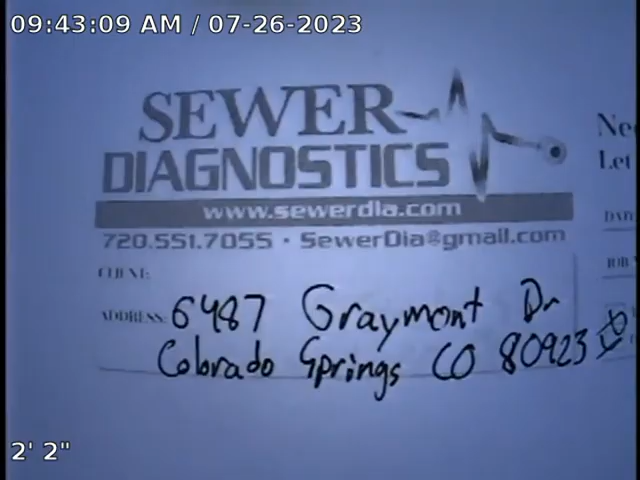 09:43:09 AM / 07-26-2023
SEWER
DIAGNOSTICS
www.sewerdia.com
720.551.7055 • SewerDia@gmail.com
CLIENT:
ADDRESS: 6487 Graymont Dr
Colorado Springs CO 80923
Let
2' 2"